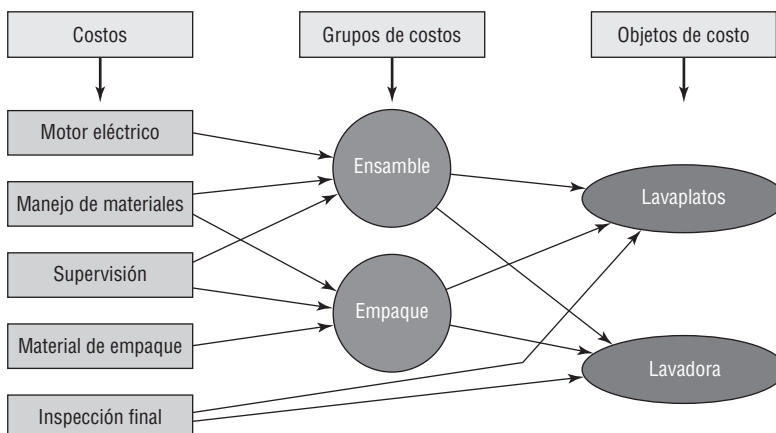 Costos
Grupos de costos
Objetos de costo
Motor eléctrico
Manejo de materiales
Supervisión
Material de empaque
Inspección final
Ensamble
Empaque
Lavaplatos
Lavadora